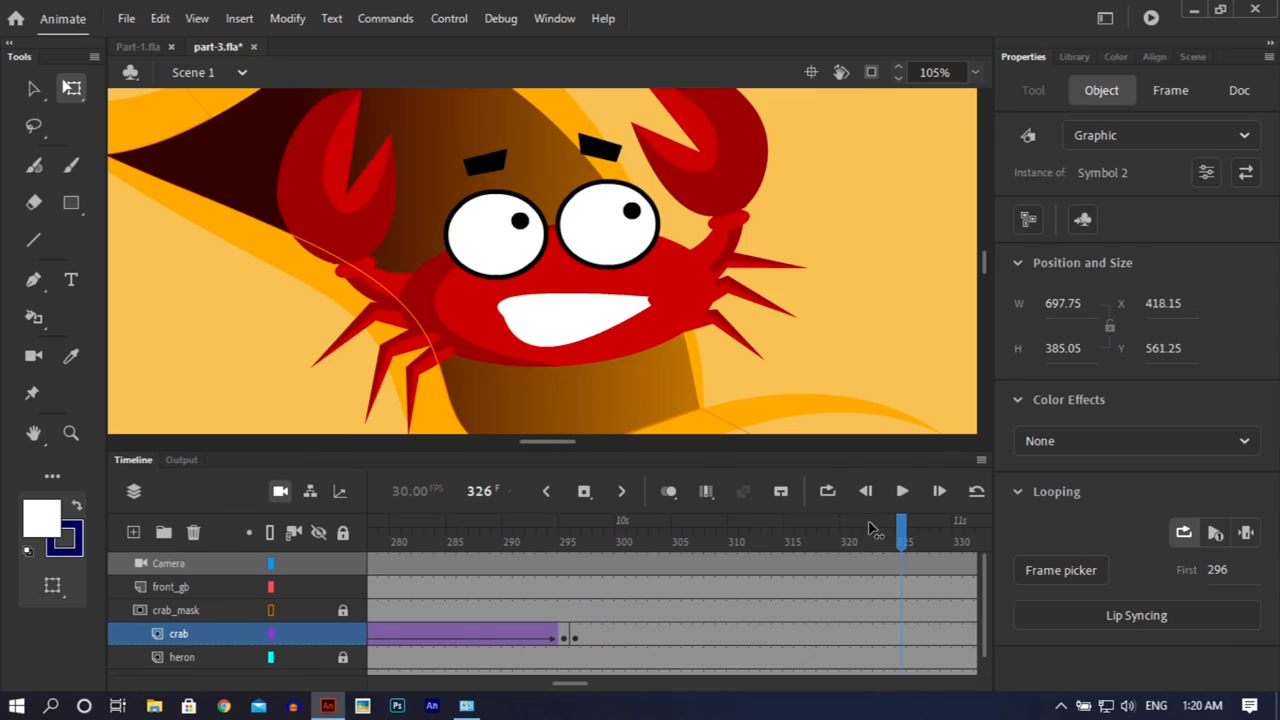 Animate File Edit View Insert Modify Text Commands Control Debug Window Help
Tools Part-1.fla part-3.fla* Properties Library Color Align Scene
Scene 1 105%
Tool Object Frame Doc
Graphic
Instance of: Symbol 2
Position and Size
W 697.75 X 418.15
H 385.05 Y 561.25
Color Effects
None
Looping
Frame picker First 296
Lip Syncing
Timeline Output
30.00 FPS 326 F
10s 11s
280 285 290 295 300 305 310 315 320 325 330
Camera
front_gb
crab_mask
crab
heron
T
Ps An
An ENG 1:20 AM